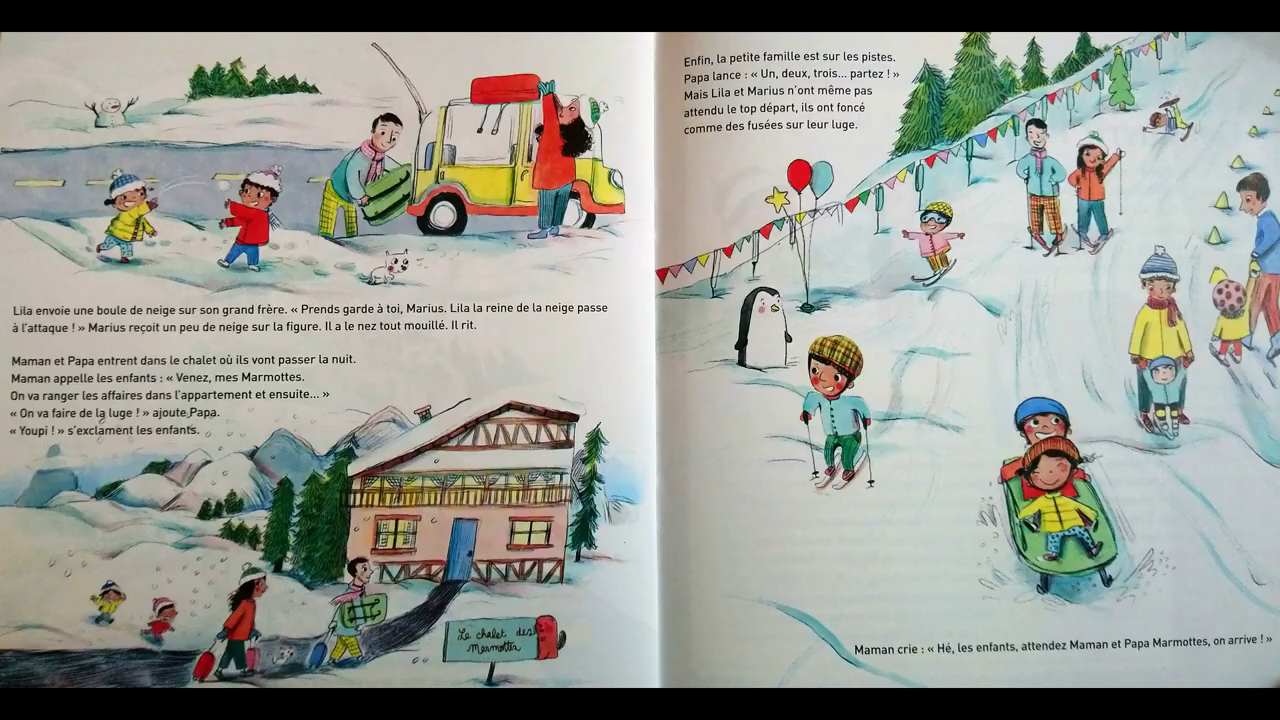 Lila envoie une boule de neige sur son grand frère. « Prends garde à toi, Marius. Lila la reine de la neige passe
à l'attaque ! » Marius reçoit un peu de neige sur la figure. Il a le nez tout mouillé. Il rit.
Maman et Papa entrent dans le chalet où ils vont passer la nuit.
Maman appelle les enfants : « Venez, mes Marmottes.
On va ranger les affaires dans l'appartement et ensuite... »
« On va faire de la luge ! » ajoute Papa.
« Youpi ! » s'exclament les enfants.
Le chalet des
Marmottes
Enfin, la petite famille est sur les pistes.
Papa lance : « Un, deux, trois... partez ! »
Mais Lila et Marius n'ont même pas
attendu le top départ, ils ont foncé
comme des fusées sur leur luge.
Maman crie : « Hé, les enfants, attendez Maman et Papa Marmottes, on arrive ! »